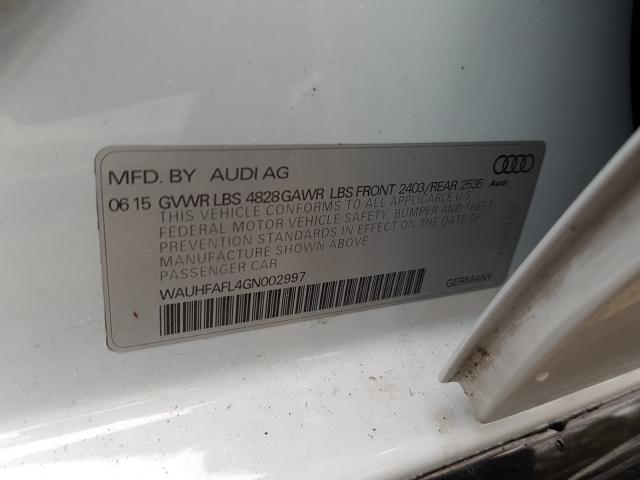 MFD. BY AUDI AG
06 15 GVWR LBS 4828 GAWR LBS FRONT 2403/REAR 2535
Audi
THIS VEHICLE CONFORMS TO ALL APPLICABLE U.S.
FEDERAL MOTOR VEHICLE SAFETY, BUMPER AND THEFT
PREVENTION STANDARDS IN EFFECT ON THE DATE OF
MANUFACTURE SHOWN ABOVE
PASSENGER CAR
WAUHFAFL4GN002997
GERMANY